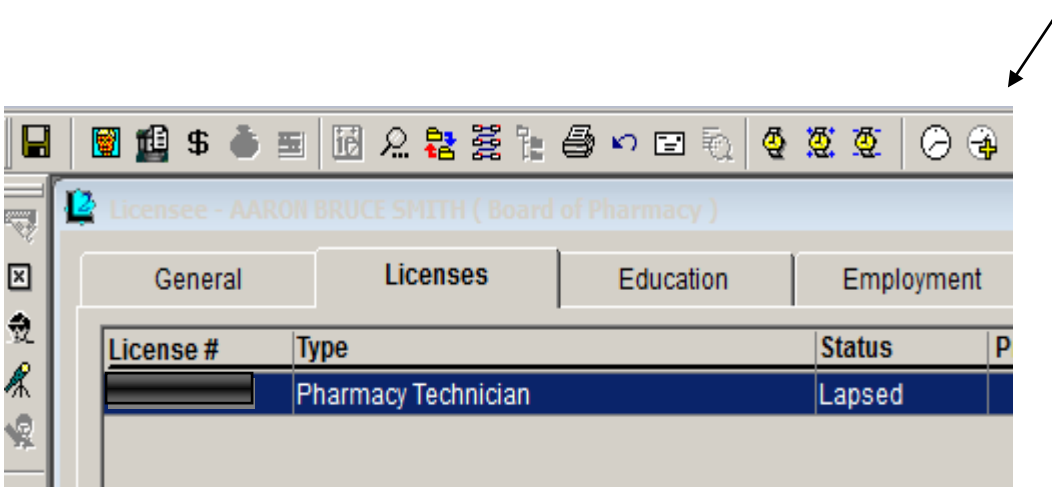 Licensee - AARON BRUCE SMITH ( Board of Pharmacy )
General Licenses Education Employment
License # Type Status P
Pharmacy Technician Lapsed